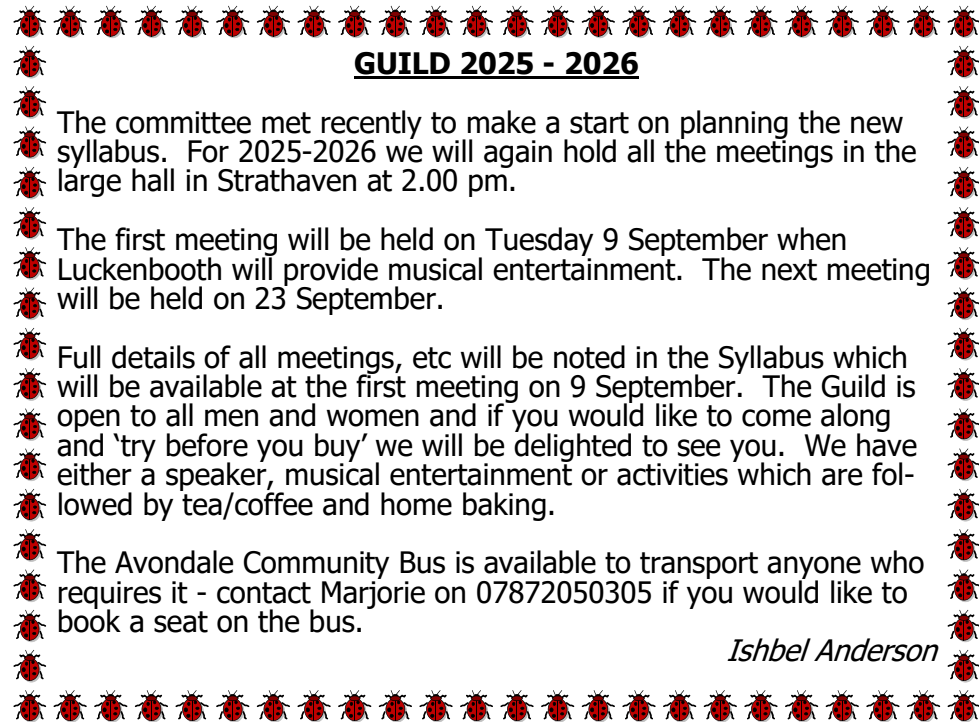 GUILD 2025 - 2026
The committee met recently to make a start on planning the new
syllabus.  For 2025-2026 we will again hold all the meetings in the
large hall in Strathaven at 2.00 pm.
The first meeting will be held on Tuesday 9 September when
Luckenbooth will provide musical entertainment.  The next meeting
will be held on 23 September.
Full details of all meetings, etc will be noted in the Syllabus which
will be available at the first meeting on 9 September.  The Guild is
open to all men and women and if you would like to come along
and ‘try before you buy’ we will be delighted to see you.  We have
either a speaker, musical entertainment or activities which are fol-
lowed by tea/coffee and home baking.
The Avondale Community Bus is available to transport anyone who
requires it - contact Marjorie on 07872050305 if you would like to
book a seat on the bus.
Ishbel Anderson